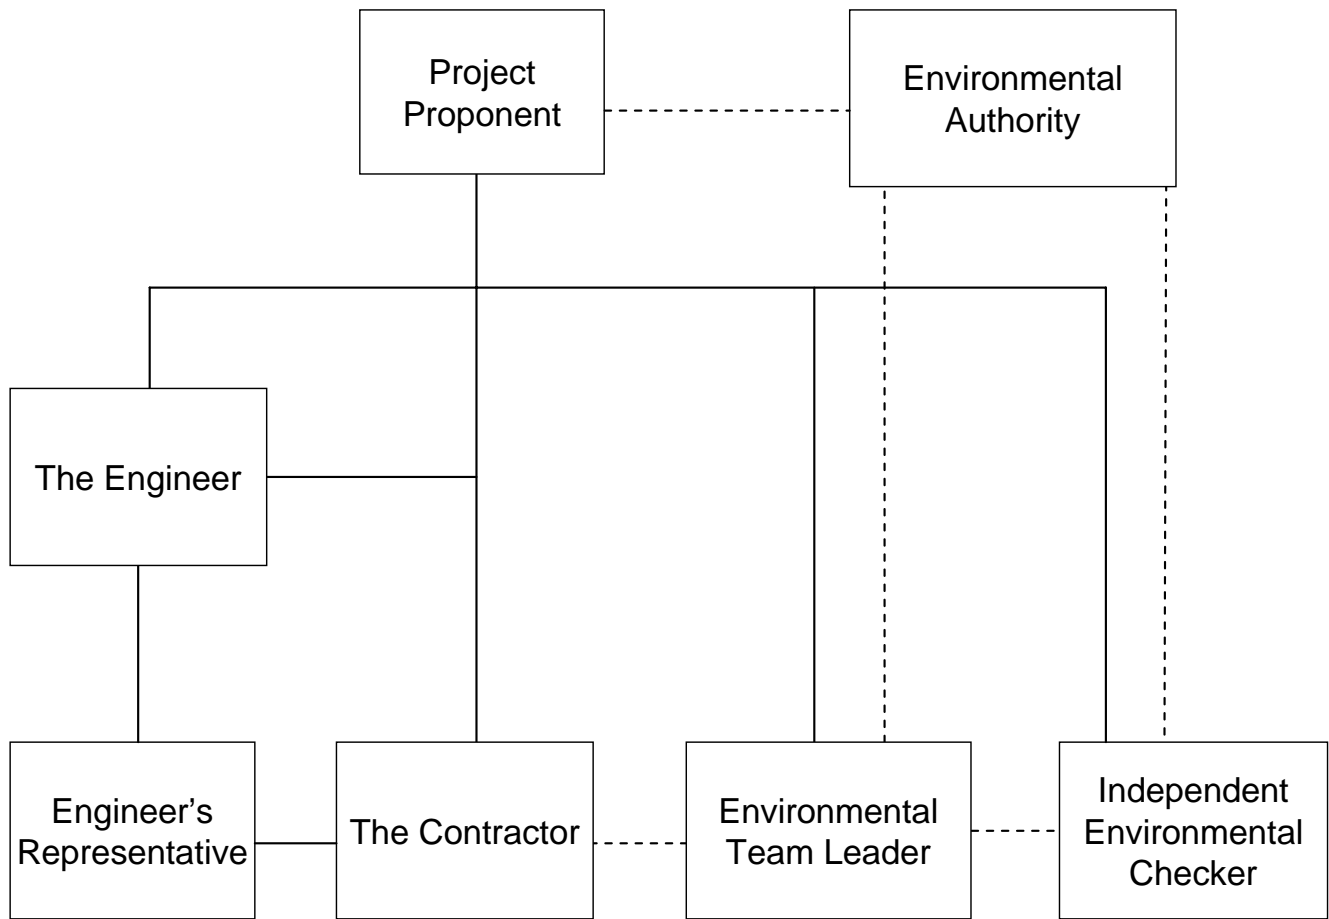 Project
Proponent
Environmental
Authority
The Engineer
Engineer’s
Representative
The Contractor
Environmental
Team Leader
Independent
Environmental
Checker